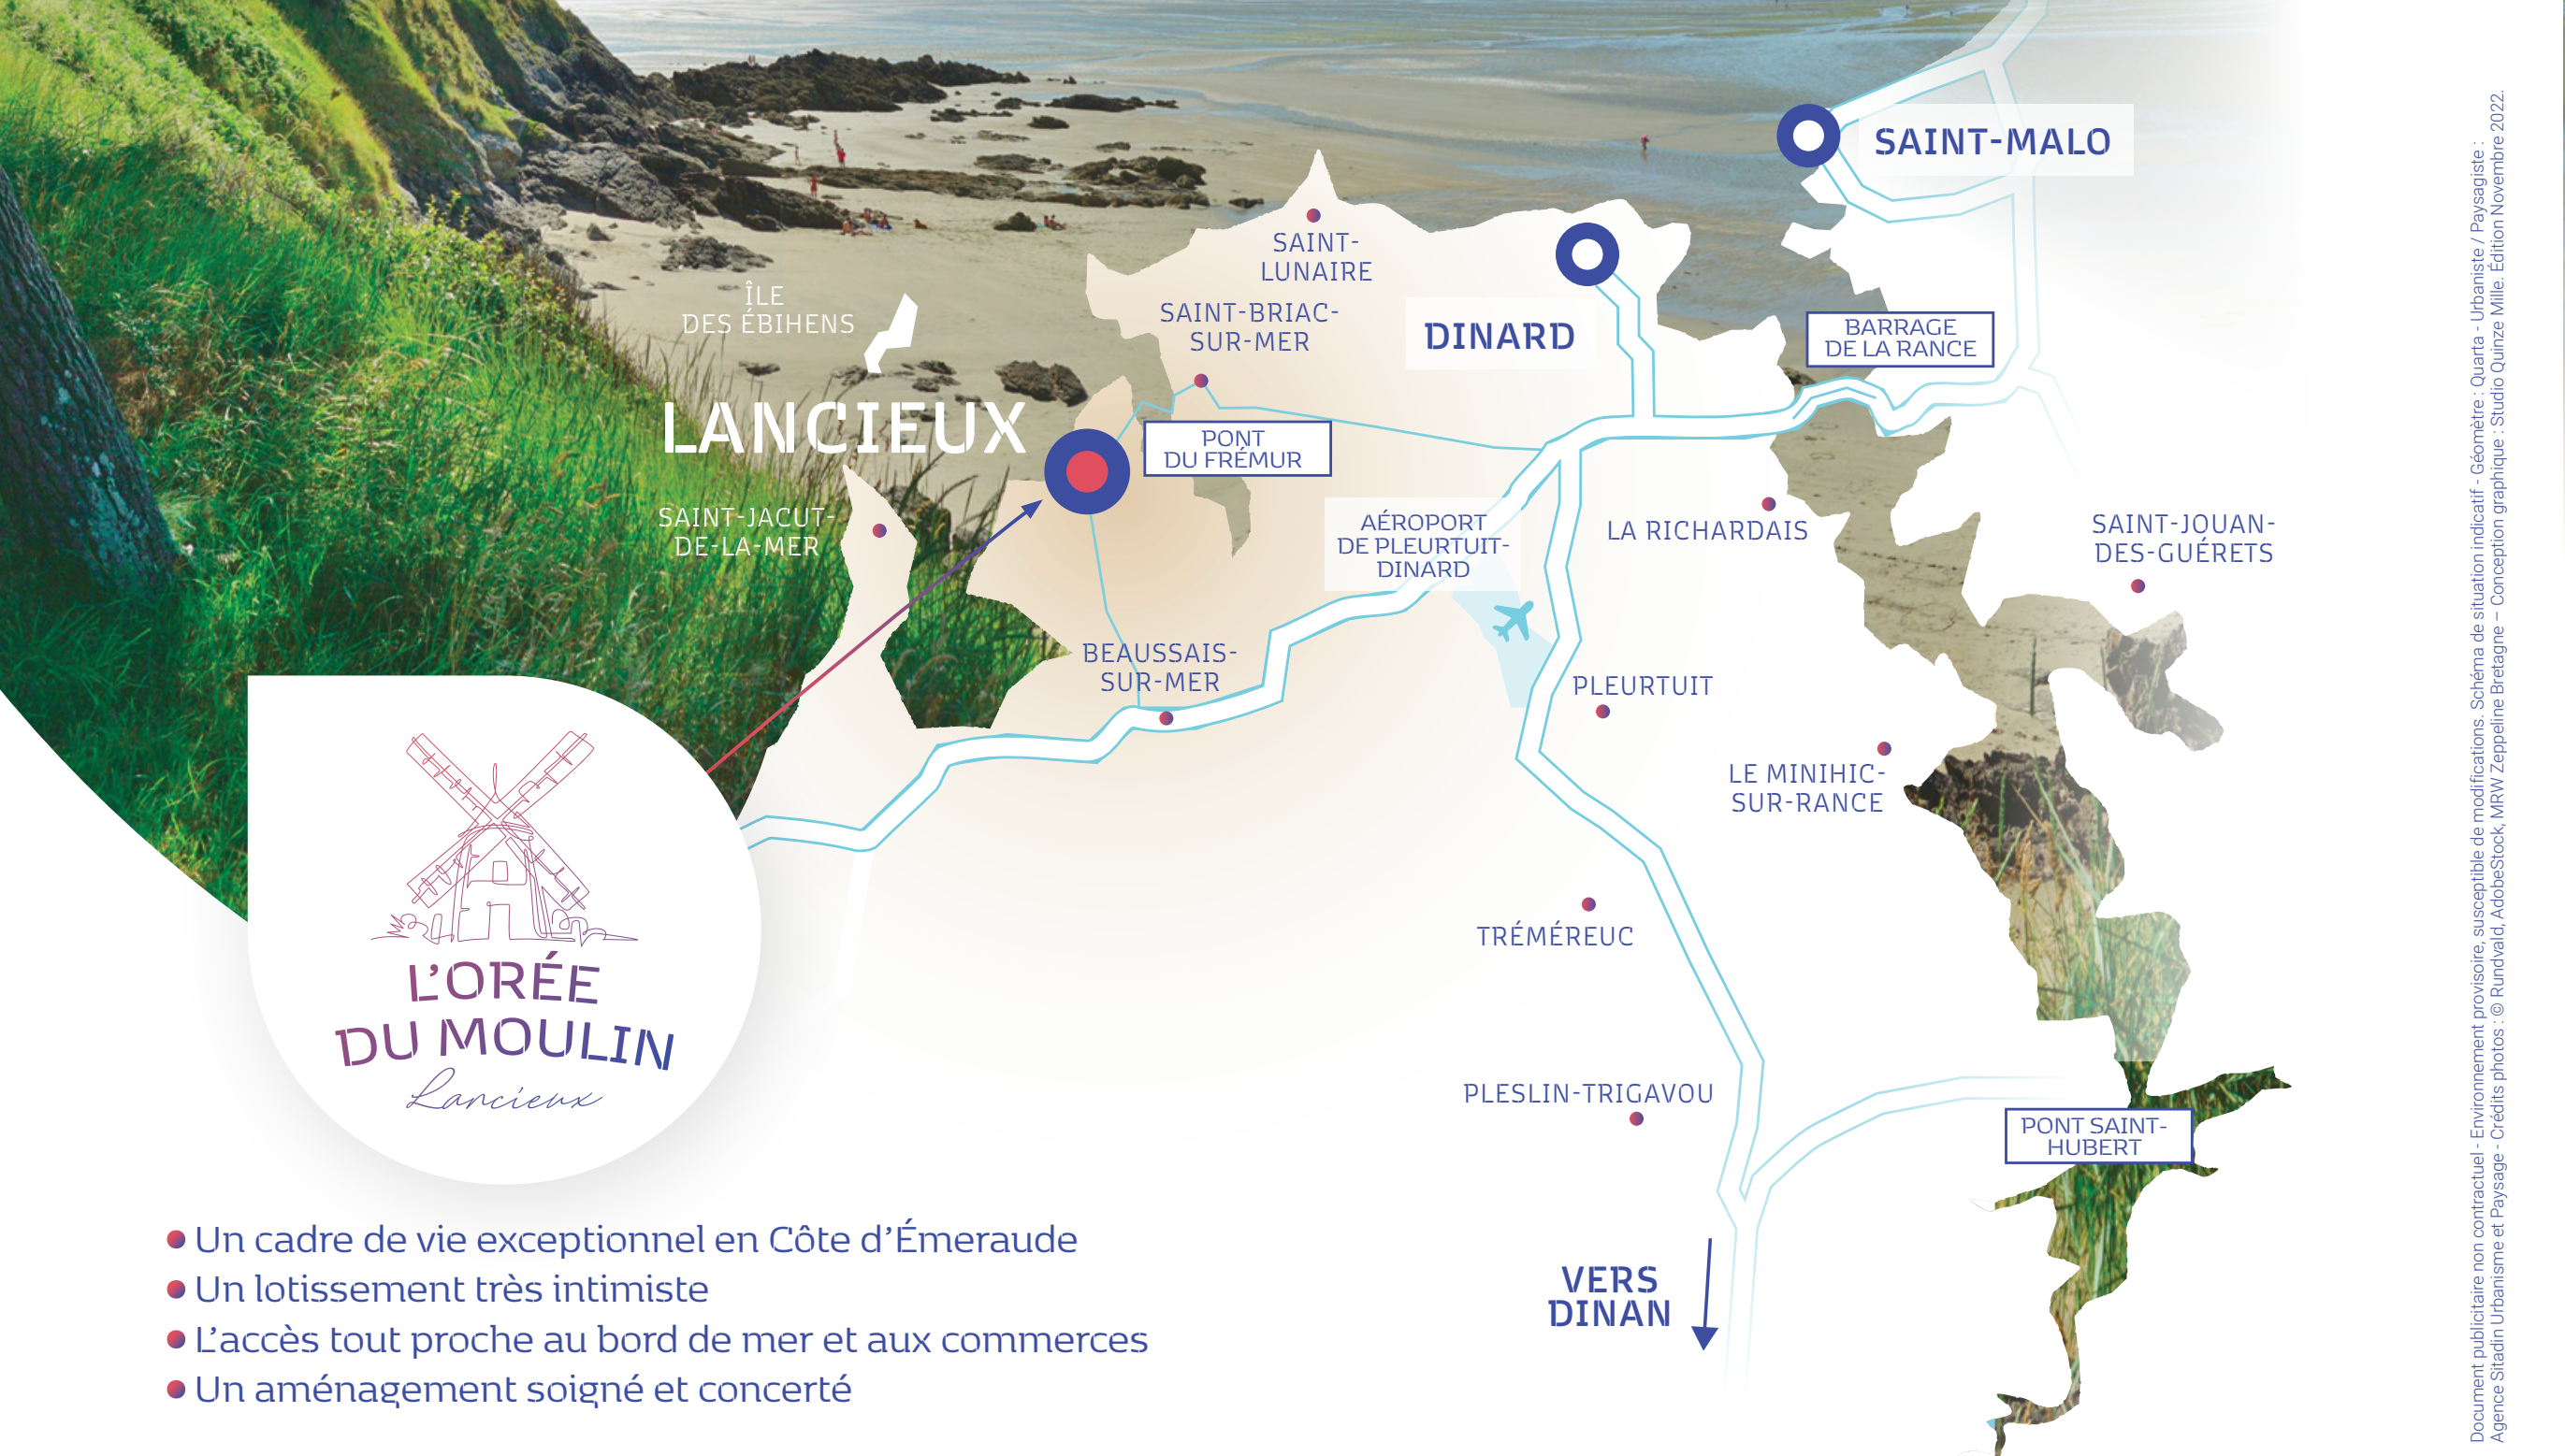 SAINT-MALO
SAINT-
LUNAIRE
ÎLE
DES ÉBIHENS
SAINT-BRIAC-
SUR-MER
DINARD
BARRAGE
DE LA RANCE
LANCIEUX
PONT
DU FRÉMUR
SAINT-JACUT-
DE-LA-MER
AÉROPORT
DE PLEURTUIT-
DINARD
LA RICHARDAIS
SAINT-JOUAN-
DES-GUÉRETS
BEAUSSAIS-
SUR-MER
PLEURTUIT
LE MINIHIC-
SUR-RANCE
TRÉMÉREUC
L'ORÉE
DU MOULIN
Lancieux
PLESLIN-TRIGAVOU
PONT SAINT-
HUBERT
VERS
DINAN
• Un cadre de vie exceptionnel en Côte d'Émeraude
• Un lotissement très intimiste
• L'accès tout proche au bord de mer et aux commerces
• Un aménagement soigné et concerté
Document publicitaire non contractuel - Environnement provisoire, susceptible de modifications. Schéma de situation indicatif - Géomètre : Quarta - Urbaniste / Paysagiste :
Agence Sitadin Urbanisme et Paysage - Crédits photos : © Rundvald, AdobeStock, MRW Zeppeline Bretagne – Conception graphique : Studio Quinze Mille. Édition Novembre 2022.